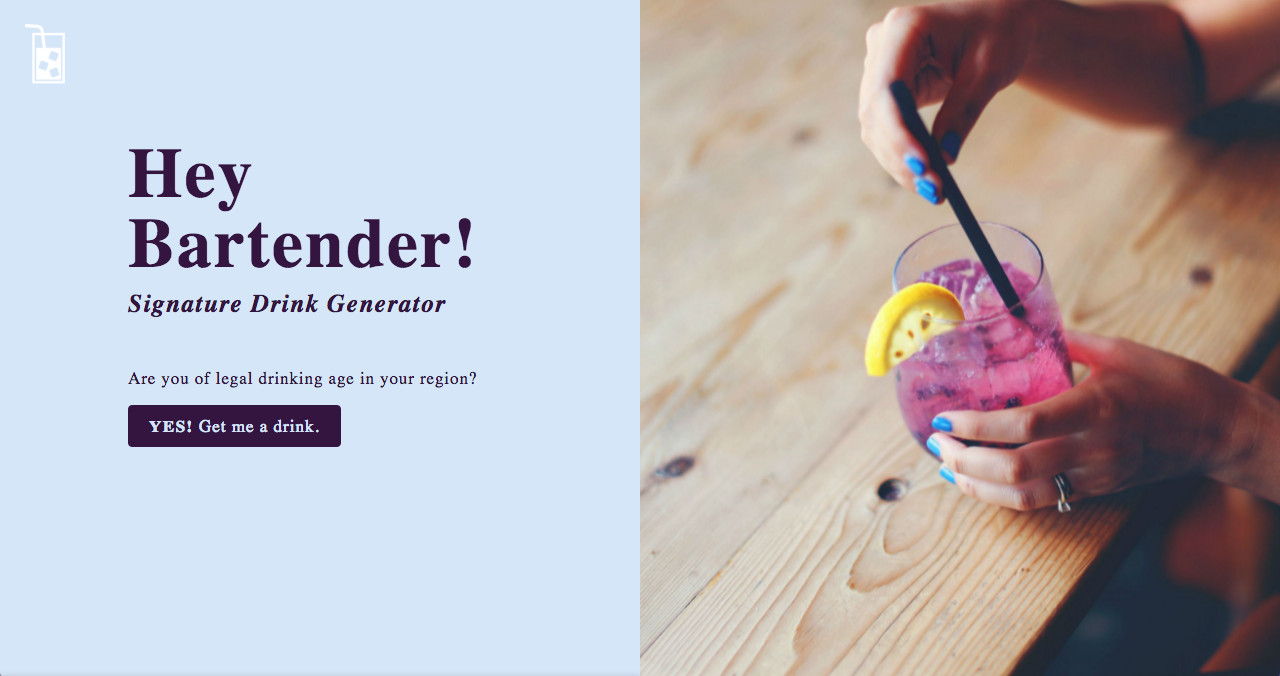 Hey
Bartender!
Signature Drink Generator
Are you of legal drinking age in your region?
YES! Get me a drink.